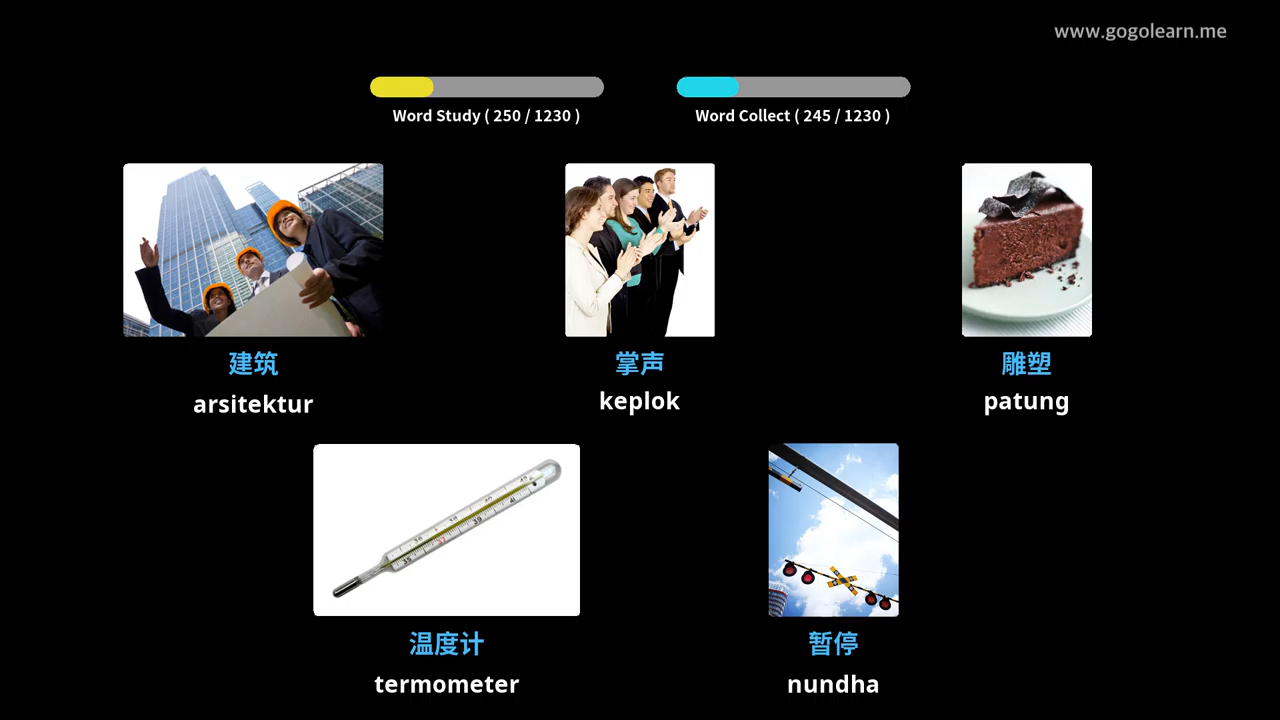 www.gogolearn.me
Word Study ( 250 / 1230 )
Word Collect ( 245 / 1230 )
建筑
arsitektur
掌声
keplok
雕塑
patung
温度计
termometer
暂停
nundha